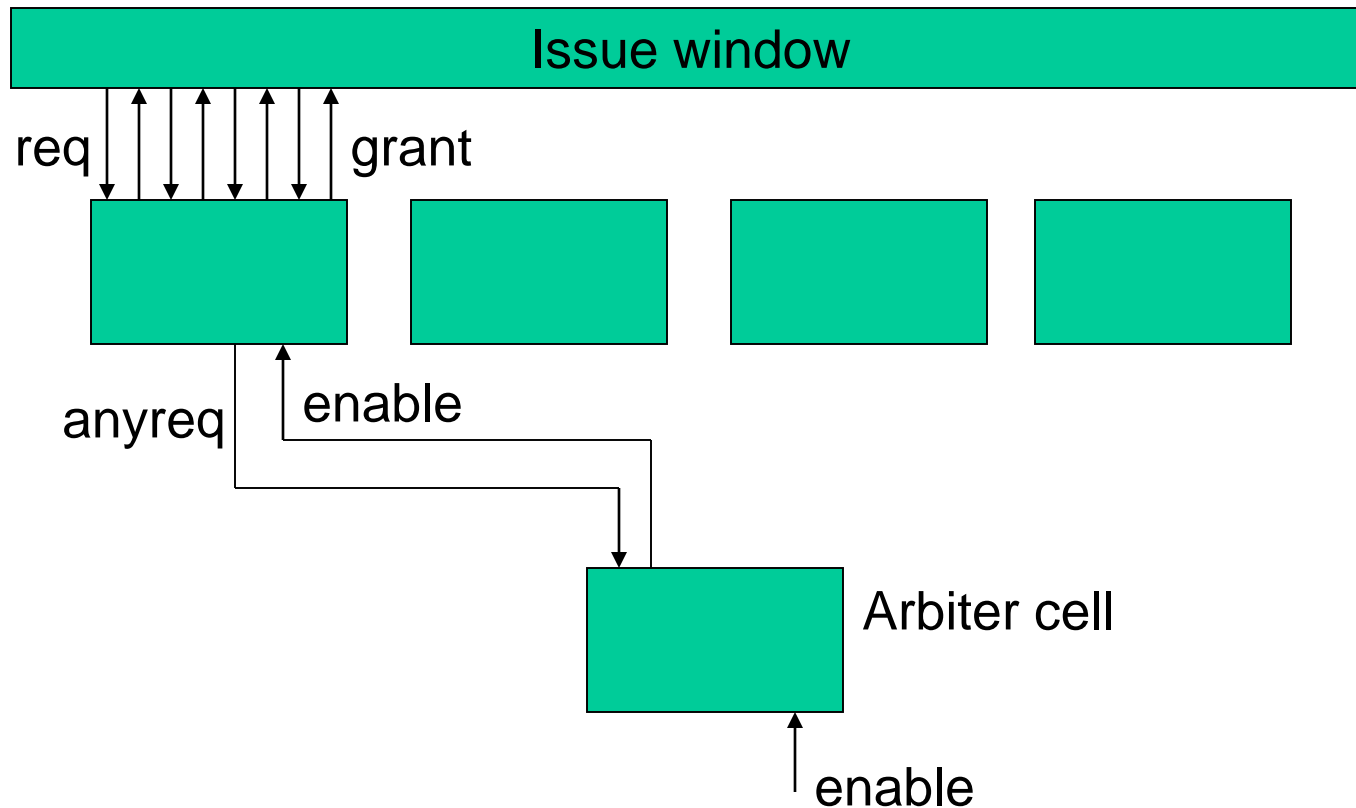 Issue window
req
grant
anyreq
enable
Arbiter cell
enable